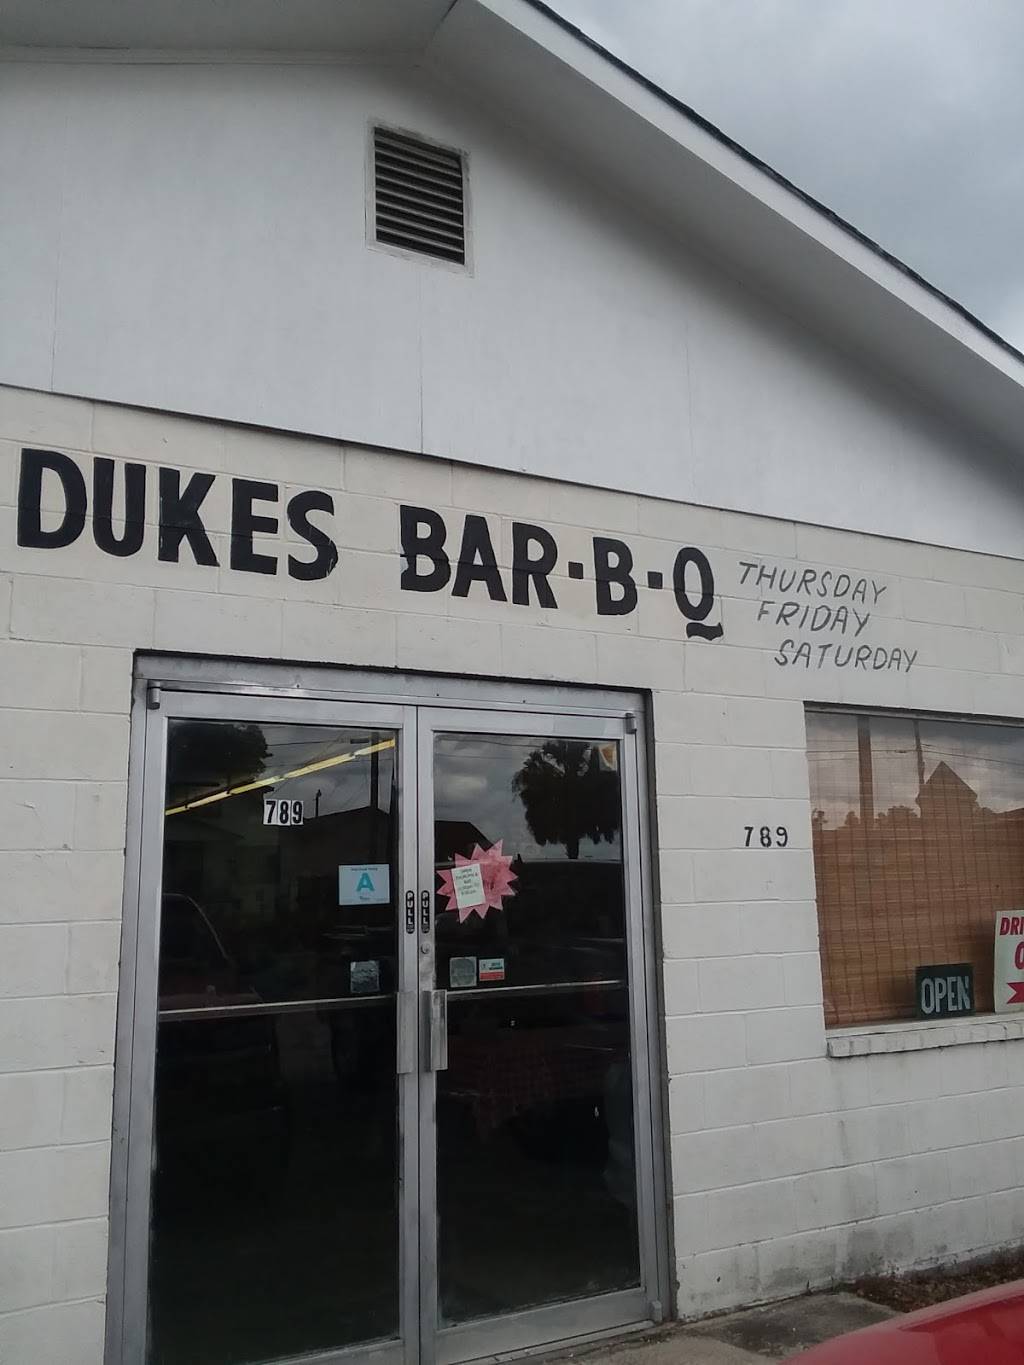 DUKES BAR-B-Q
THURSDAY
FRIDAY
SATURDAY
789
789
A
PULL
PULL
OPEN